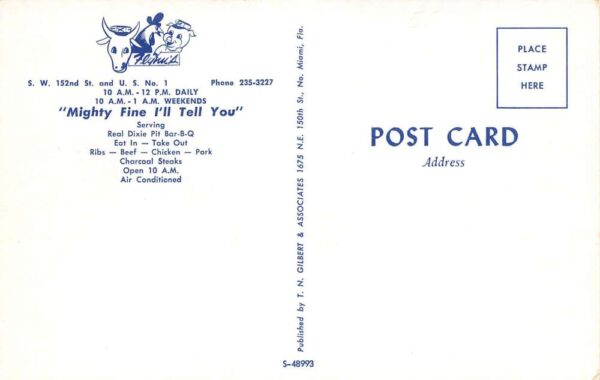 Flynn's
S. W. 152nd St. and U. S. No. 1 Phone 235-3227
10 A.M. - 12 P.M. DAILY
10 A.M. - 1 A.M. WEEKENDS
"Mighty Fine I'll Tell You"
Serving
Real Dixie Pit Bar-B-Q
Eat In — Take Out
Ribs — Beef — Chicken — Pork
Charcoal Steaks
Open 10 A.M.
Air Conditioned
Published by T. N. GILBERT & ASSOCIATES 1675 N.E. 150th St., No. Miami, Fla.
S-48993
PLACE
STAMP
HERE
POST CARD
Address